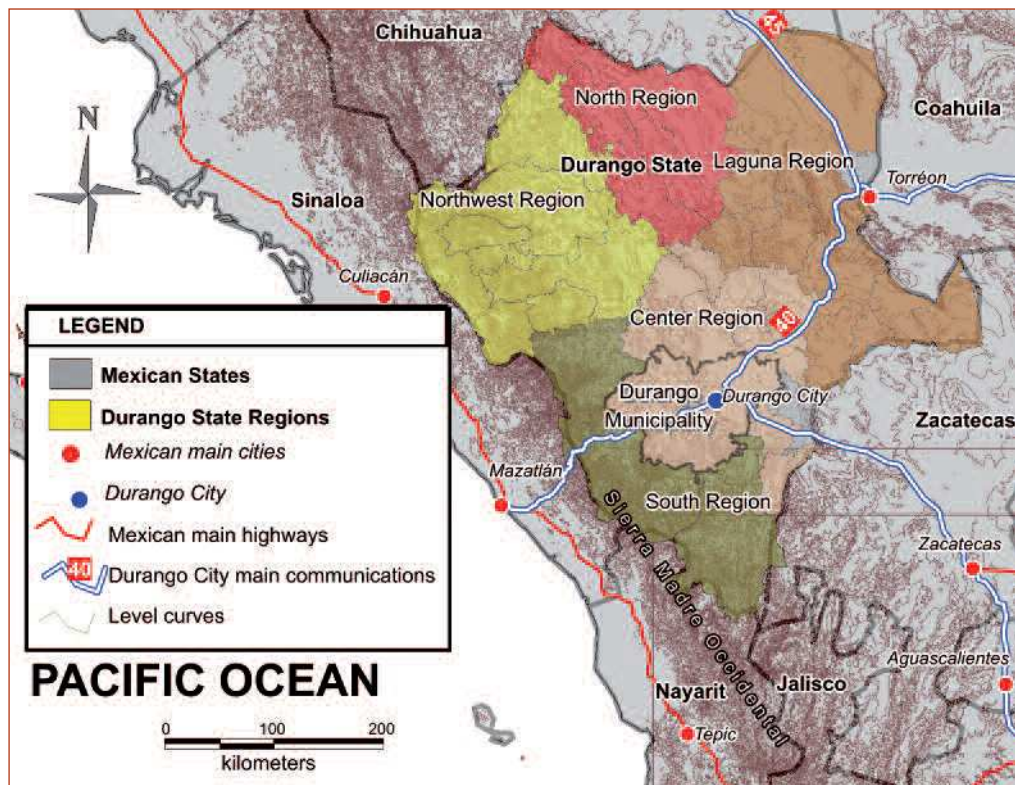 Chihuahua
45
North Region
Coahuila
N
Durango State
Laguna Region
Torréon
Sinaloa
Northwest Region
Culiacán
Center Region
40
LEGEND
Mexican States
Durango State Regions
Mexican main cities
Durango City
Mexican main highways
40
Durango City main communications
Level curves
Durango
Municipality
Durango City
Zacatecas
Mazatlán
South Region
Sierra Madre Occidental
Zacatecas
Aguascalientes
PACIFIC OCEAN
Nayarit
Jalisco
Tepic
0 100 200
kilometers